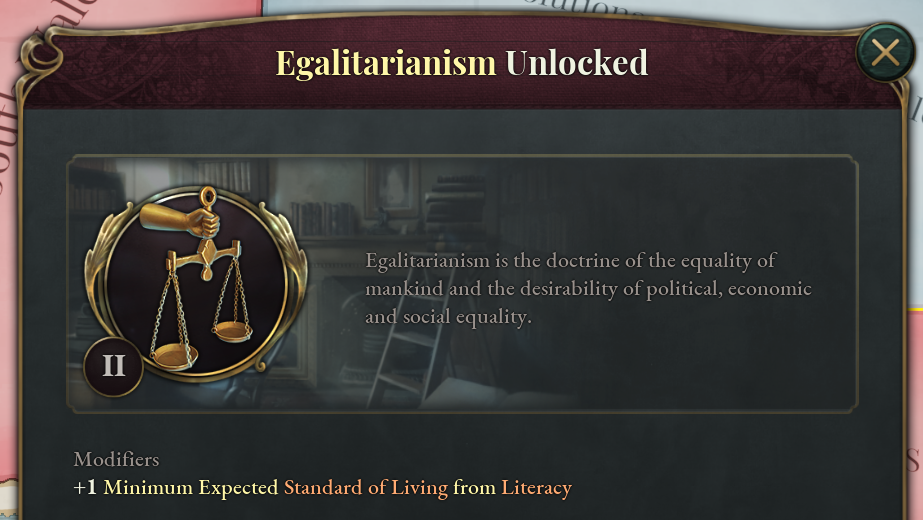 Egalitarianism Unlocked
Egalitarianism is the doctrine of the equality of
mankind and the desirability of political, economic
and social equality.
II
Modifiers
+1 Minimum Expected Standard of Living from Literacy